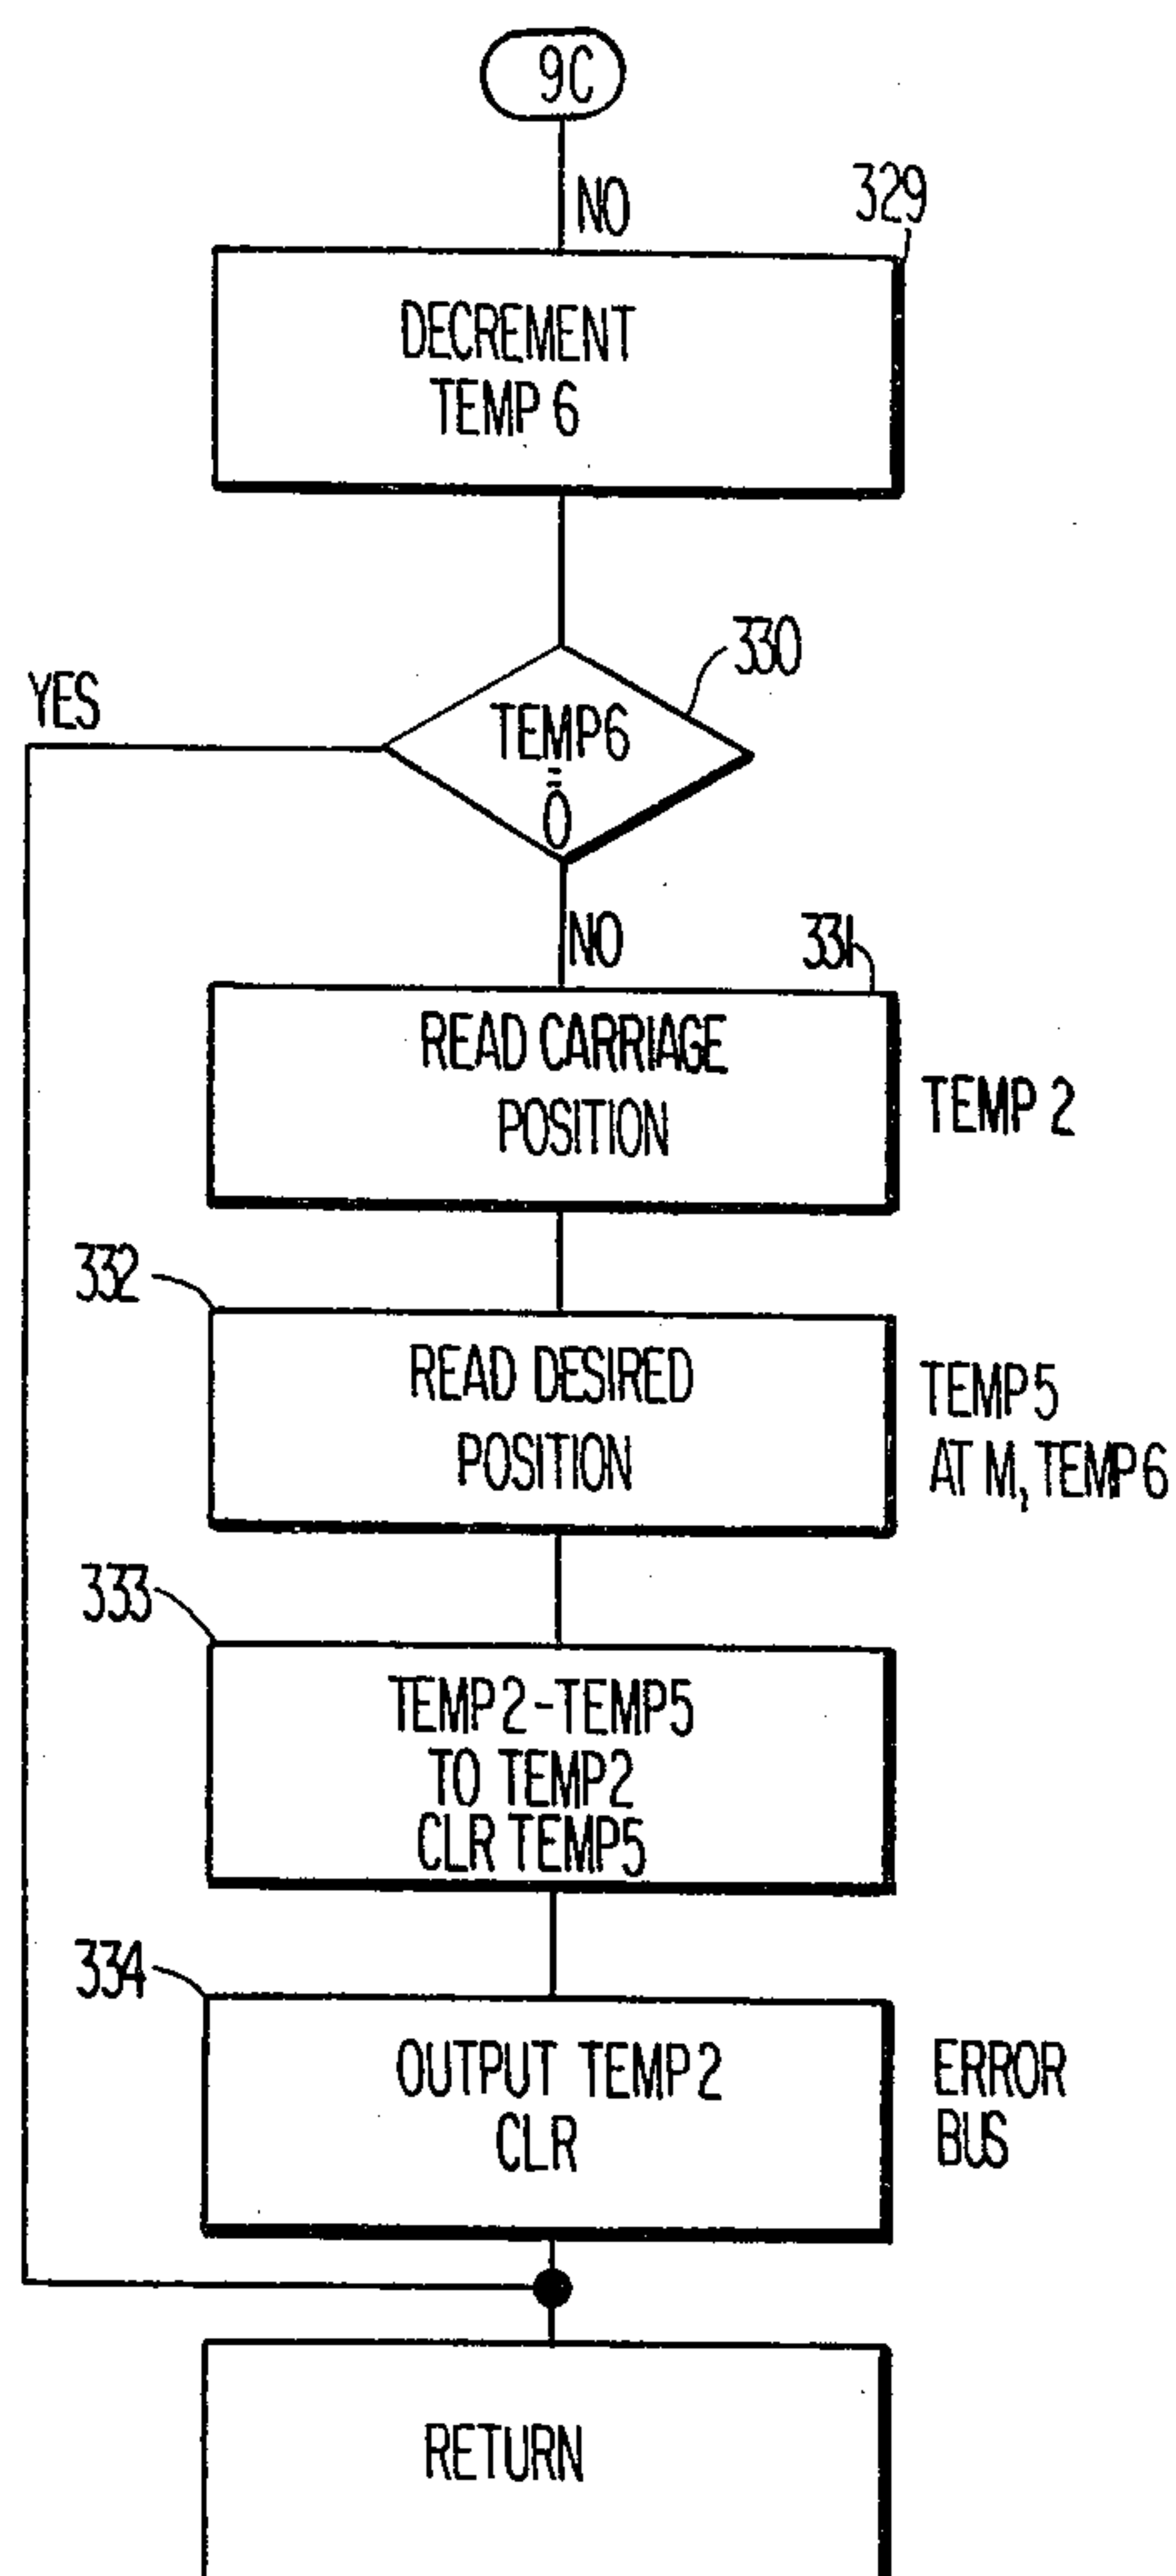 9C
NO
329
DECREMENT
TEMP 6
330
YES
TEMP6
=
0
NO
331
READ CARRIAGE
POSITION
TEMP 2
332
READ DESIRED
POSITION
TEMP5
AT M, TEMP6
333
TEMP2-TEMP5
TO TEMP2
CLR TEMP5
334
OUTPUT TEMP2
CLR
ERROR
BUS
RETURN